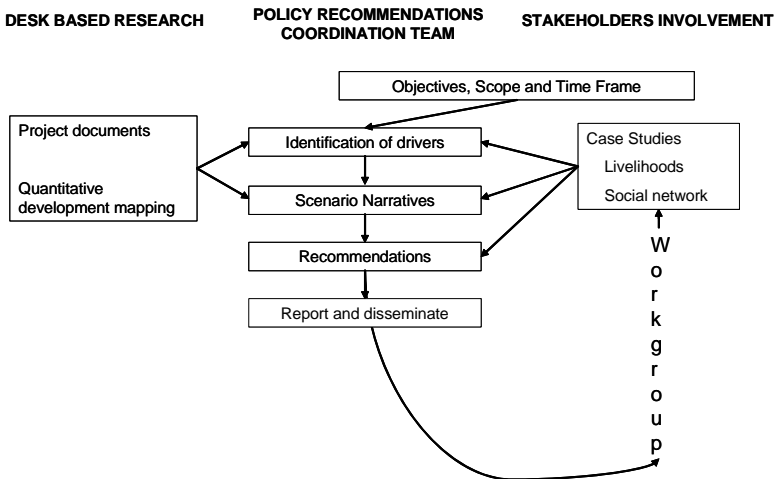 DESK BASED RESEARCH
POLICY RECOMMENDATIONS
COORDINATION TEAM
STAKEHOLDERS INVOLVEMENT
Objectives, Scope and Time Frame
Project documents
Quantitative
development mapping
Identification of drivers
Scenario Narratives
Recommendations
Report and disseminate
Case Studies
Livelihoods
Social network
Workgroup